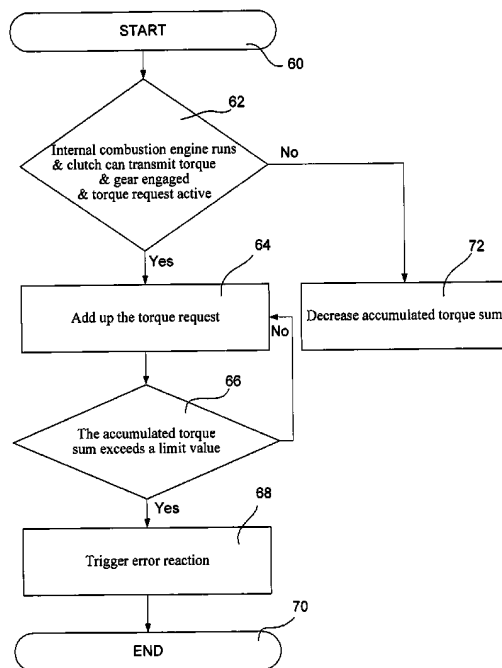 START
60
62
Internal combustion engine runs
& clutch can transmit torque
& gear engaged
& torque request active
No
Yes
64
72
Add up the torque request
Decrease accumulated torque sum
No
66
The accumulated torque
sum exceeds a limit value
Yes
68
Trigger error reaction
70
END